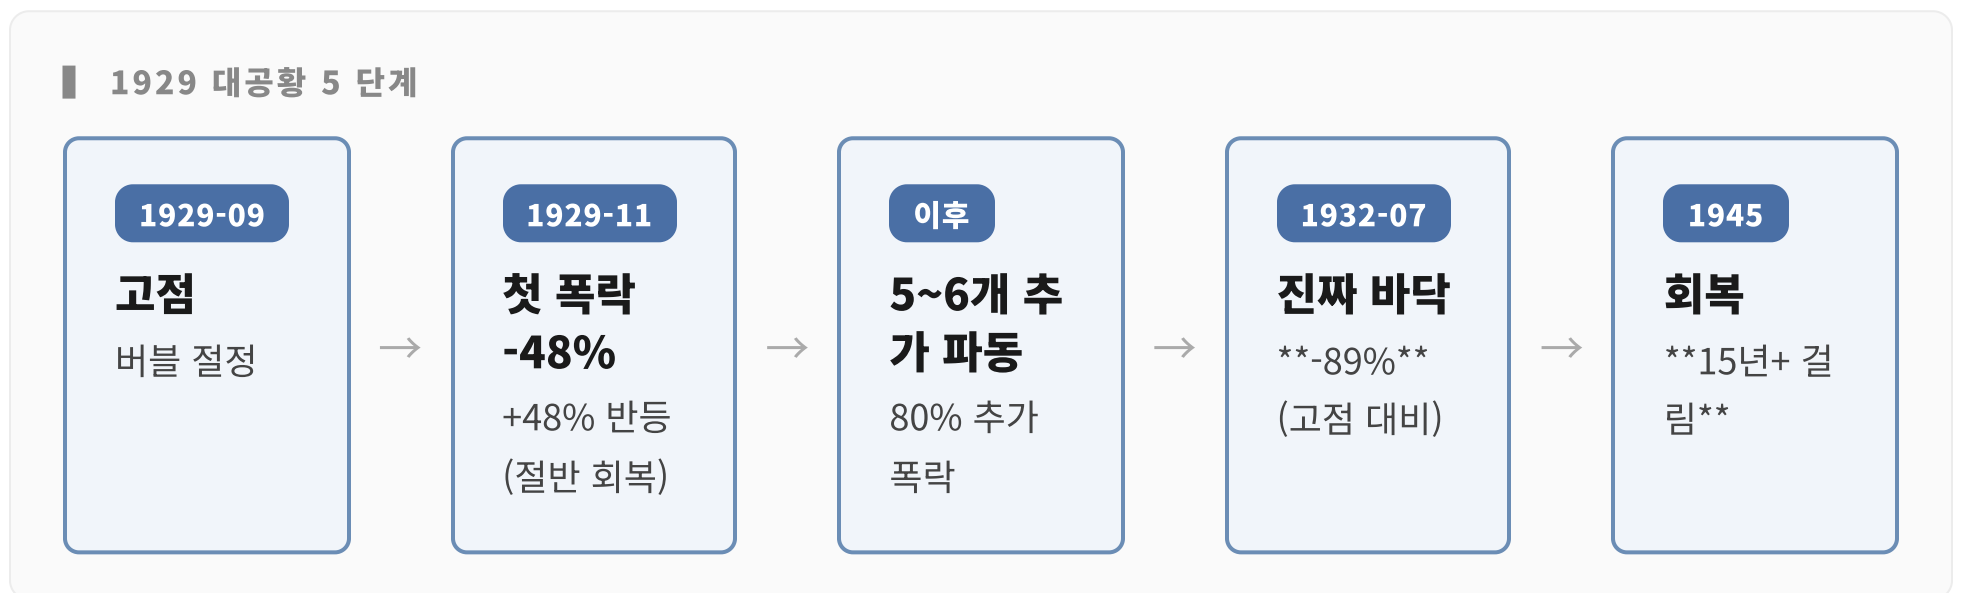 1929 대공황 5 단계
1929-09
고점
버블 절정
→
1929-11
첫 폭락
-48%
+48% 반등
(절반 회복)
→
이후
5~6개 추
가 파동
80% 추가
폭락
→
1932-07
진짜 바닥
**-89%**
(고점 대비)
→
1945
회복
**15년+ 걸
림**